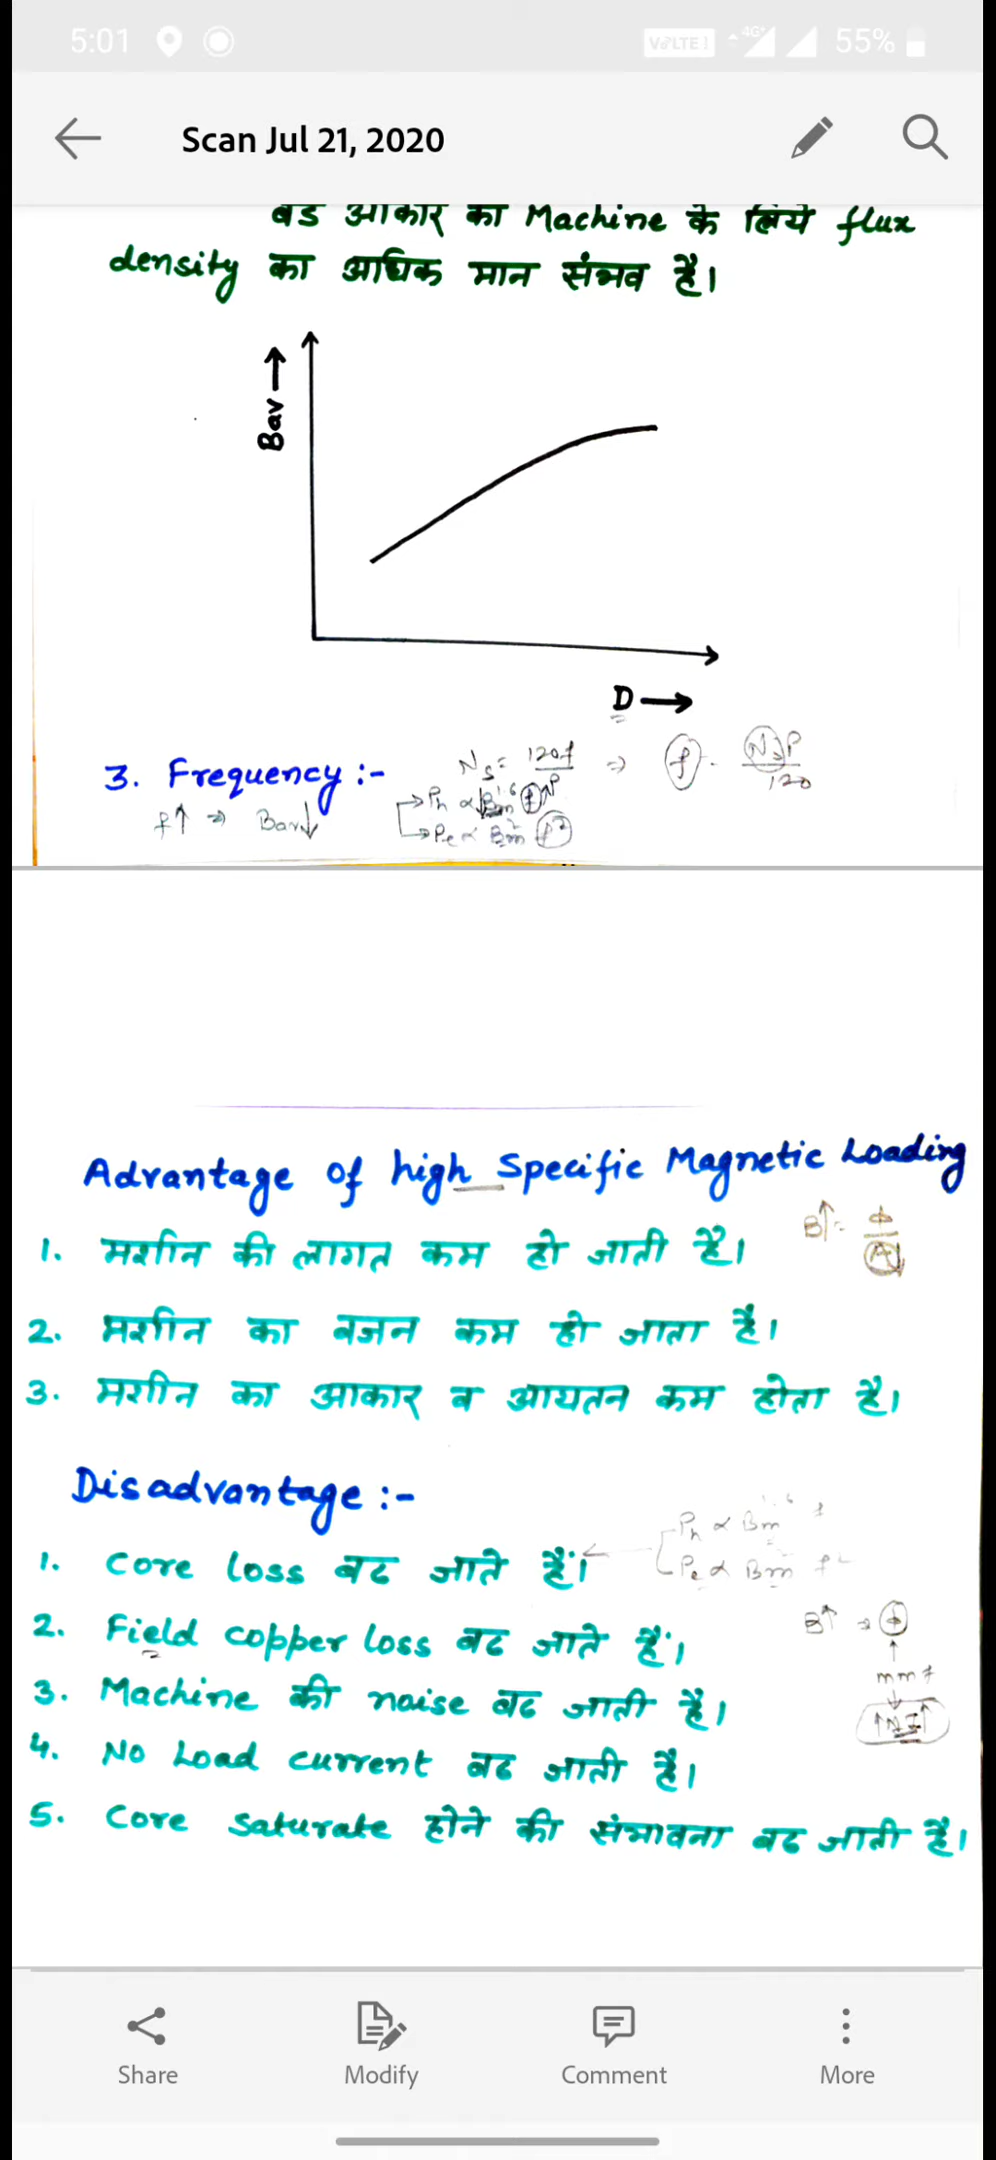 5:01 VoLTE 4G+ 55%
Scan Jul 21, 2020
बड आकार का Machine के लिये flux
density का अधिक मान संभव है।
Bav
D
3. Frequency :-
Ns = 120f / P ⇒ f = NsP / 120
f↑ ⇒ Bav↓
Ph ∝ Bm^1.6 f
Pe ∝ Bm² f²
Advantage of high Specific Magnetic Loading
B↑ = Φ / A↓
1. मशीन की लागत कम हो जाती है।
2. मशीन का वजन कम हो जाता है।
3. मशीन का आकार व आयतन कम होता है।
Disadvantage :-
Ph ∝ Bm^1.6 f
1. Core loss बढ जाते हैं।
Pe ∝ Bm² f²
B↑ ⇒ Φ
2. Field copper loss बढ जाते हैं।
mmf
3. Machine की noise बढ जाती है।
↑NI↑
4. No Load current बढ जाती है।
5. Core saturate होने की संभावना बढ जाती है।
Share Modify Comment More